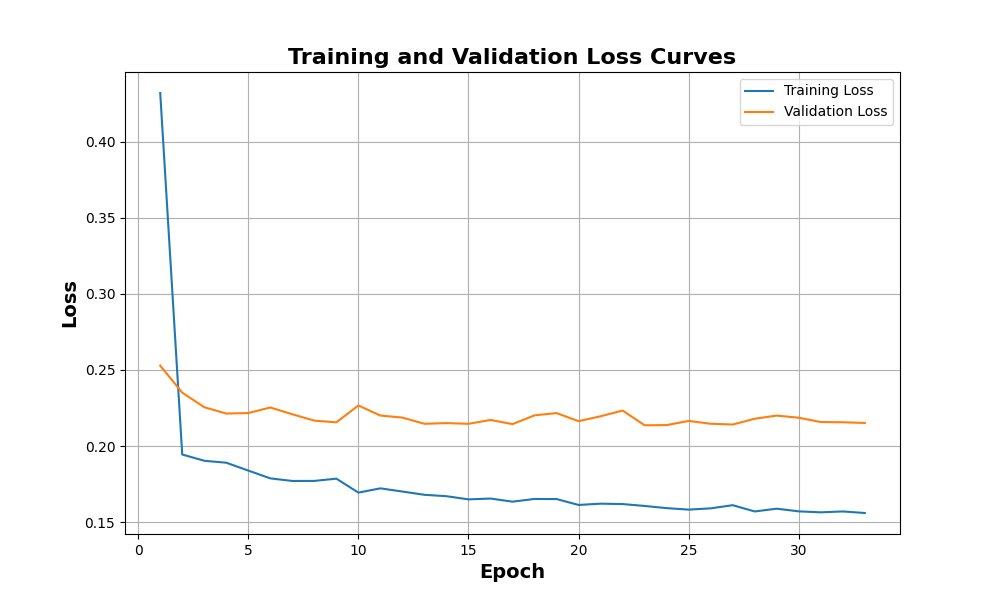 Training and Validation Loss Curves
Training Loss
Validation Loss
0.40
0.35
0.30
0.25
0.20
0.15
Loss
0 5 10 15 20 25 30
Epoch